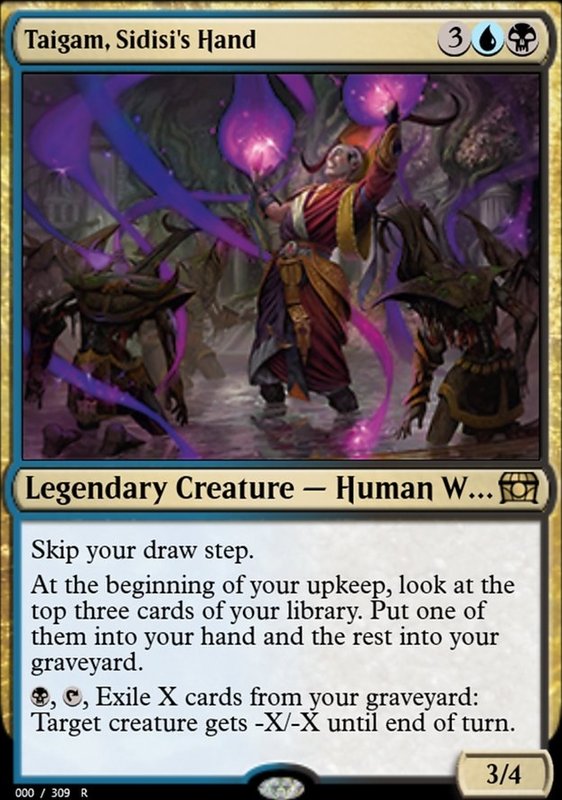 Taigam, Sidisi's Hand
3
Legendary Creature — Human W...
Skip your draw step.
At the beginning of your upkeep, look at the
top three cards of your library. Put one of
them into your hand and the rest into your
graveyard.
, , Exile X cards from your graveyard:
Target creature gets -X/-X until end of turn.
3/4
000 / 309 R